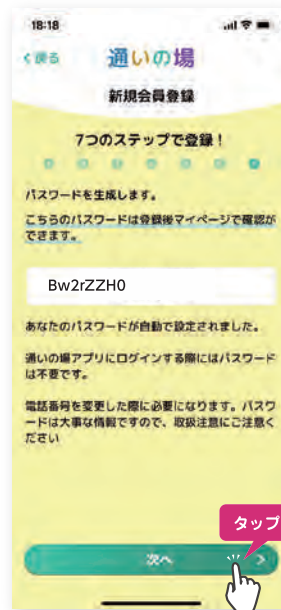 18:18
く戻る
通いの場
新規会員登録
7つのステップで登録！
パスワードを生成します。
こちらのパスワードは登録後マイページで確認が
できます。
Bw2rZZH0
あなたのパスワードが自動で設定されました。
通いの場アプリにログインする際にはパスワード
は不要です。
電話番号を変更した際に必要になります。パスワ
ードは大事な情報ですので、取扱注意にご注意く
ださい
タップ
次へ